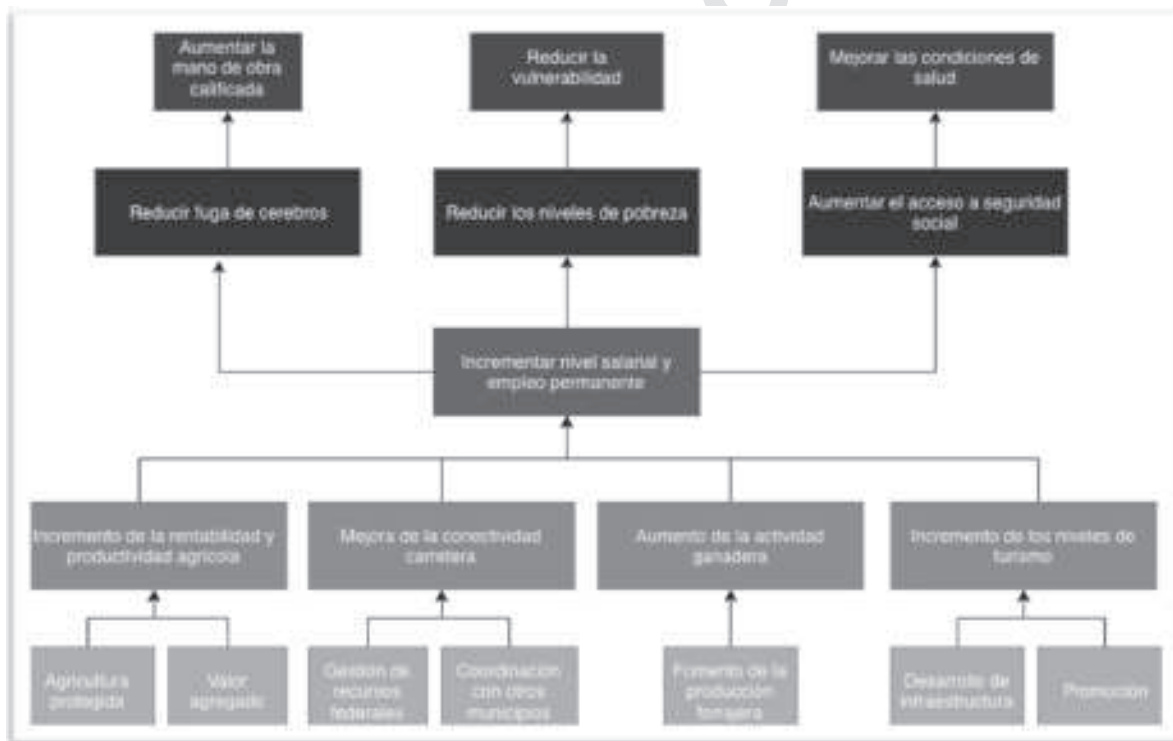 Aumentar la
mano de obra
calificada
Reducir la
vulnerabilidad
Mejorar las condiciones de
salud
Reducir fuga de cerebros
Reducir los niveles de pobreza
Aumentar el acceso a seguridad
social
Incrementar nivel salarial y
empleo permanente
Incremento de la rentabilidad y
productividad agrícola
Mejora de la conectividad
carretera
Aumento de la actividad
ganadera
Incremento de los niveles de
turismo
Agricultura
protegida
Valor
agregado
Gestión de
recursos
federales
Coordinación
con otros
municipios
Fomento de la
producción
forrajera
Desarrollo de
infraestructura
Promoción